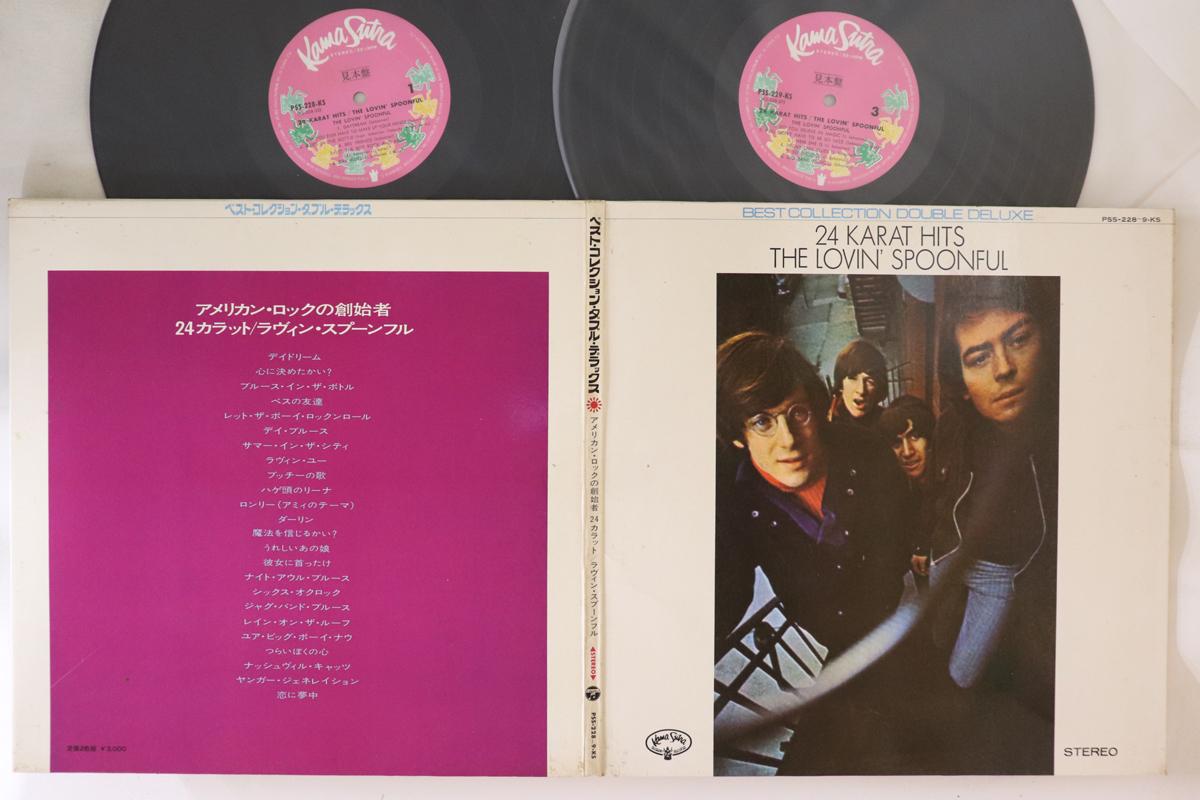 Kama Sutra
STEREO
見本盤
PSS-228-KS
1
24 KARAT HITS / THE LOVIN' SPOONFUL
THE LOVIN' SPOONFUL
1. DAYDREAM
Kama Sutra
STEREO
見本盤
PSS-229-KS
3
24 KARAT HITS / THE LOVIN' SPOONFUL
THE LOVIN' SPOONFUL
ベスト・コレクション・ダブル・デラックス
アメリカン・ロックの創始者
24カラット/ラヴィン・スプーンフル
デイドリーム
心に決めたかい?
ブルース・イン・ザ・ボトル
ベスの友達
レット・ザ・ボーイ・ロックンロール
デイ・ブルース
サマー・イン・ザ・シティ
ラヴィン・ユー
ブッチーの歌
ハゲ頭のリーナ
ロンリー(アミィのテーマ)
ダーリン
魔法を信じるかい?
うれしいあの娘
彼女に首ったけ
ナイト・アウル・ブルース
シックス・オクロック
ジャグ・バンド・ブルース
レイン・オン・ザ・ルーフ
ユア・ビッグ・ボーイ・ナウ
つらいぼくの心
ナッシュヴィル・キャッツ
ヤンガー・ジェネレイション
恋に夢中
定価2枚組 ¥3,000
ベスト・コレクション・ダブル・デラックス
アメリカン・ロックの創始者 24カラット/ラヴィン・スプーンフル
▲STEREO▼
PSS-228~9-KS
BEST COLLECTION DOUBLE DELUXE
PSS-228~9-KS
24 KARAT HITS
THE LOVIN' SPOONFUL
Kama Sutra
STEREO